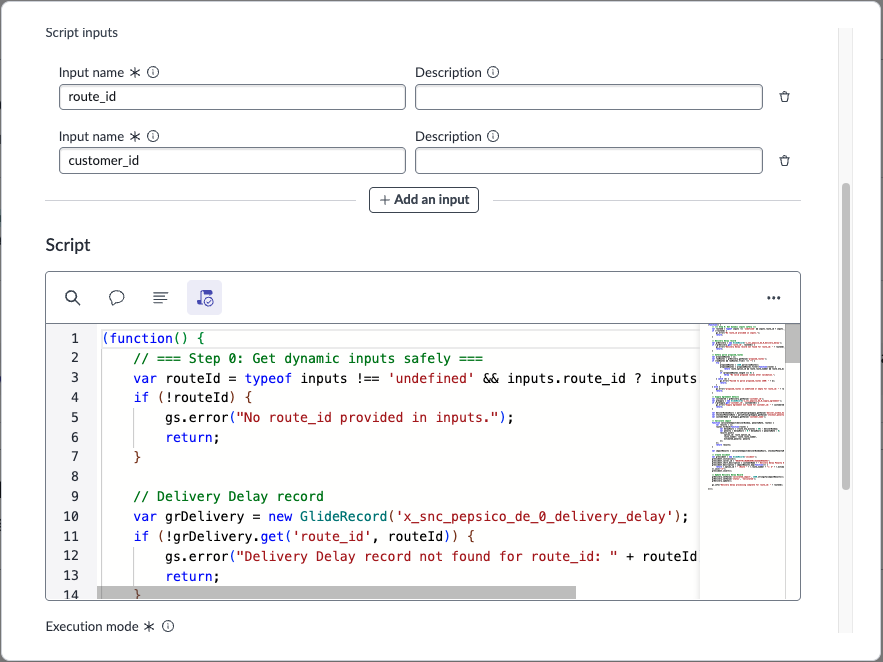 Script inputs
Input name * Description
route_id
Input name * Description
customer_id
+ Add an input
Script
1 (function() {
2 // === Step 0: Get dynamic inputs safely ===
3 var routeId = typeof inputs !== 'undefined' && inputs.route_id ? inputs
4 if (!routeId) {
5 gs.error("No route_id provided in inputs.");
6 return;
7 }
8
9 // Delivery Delay record
10 var grDelivery = new GlideRecord('x_snc_pepsico_de_0_delivery_delay');
11 if (!grDelivery.get('route_id', routeId)) {
12 gs.error("Delivery Delay record not found for route_id: " + routeId
13 return;
14 }
Execution mode *